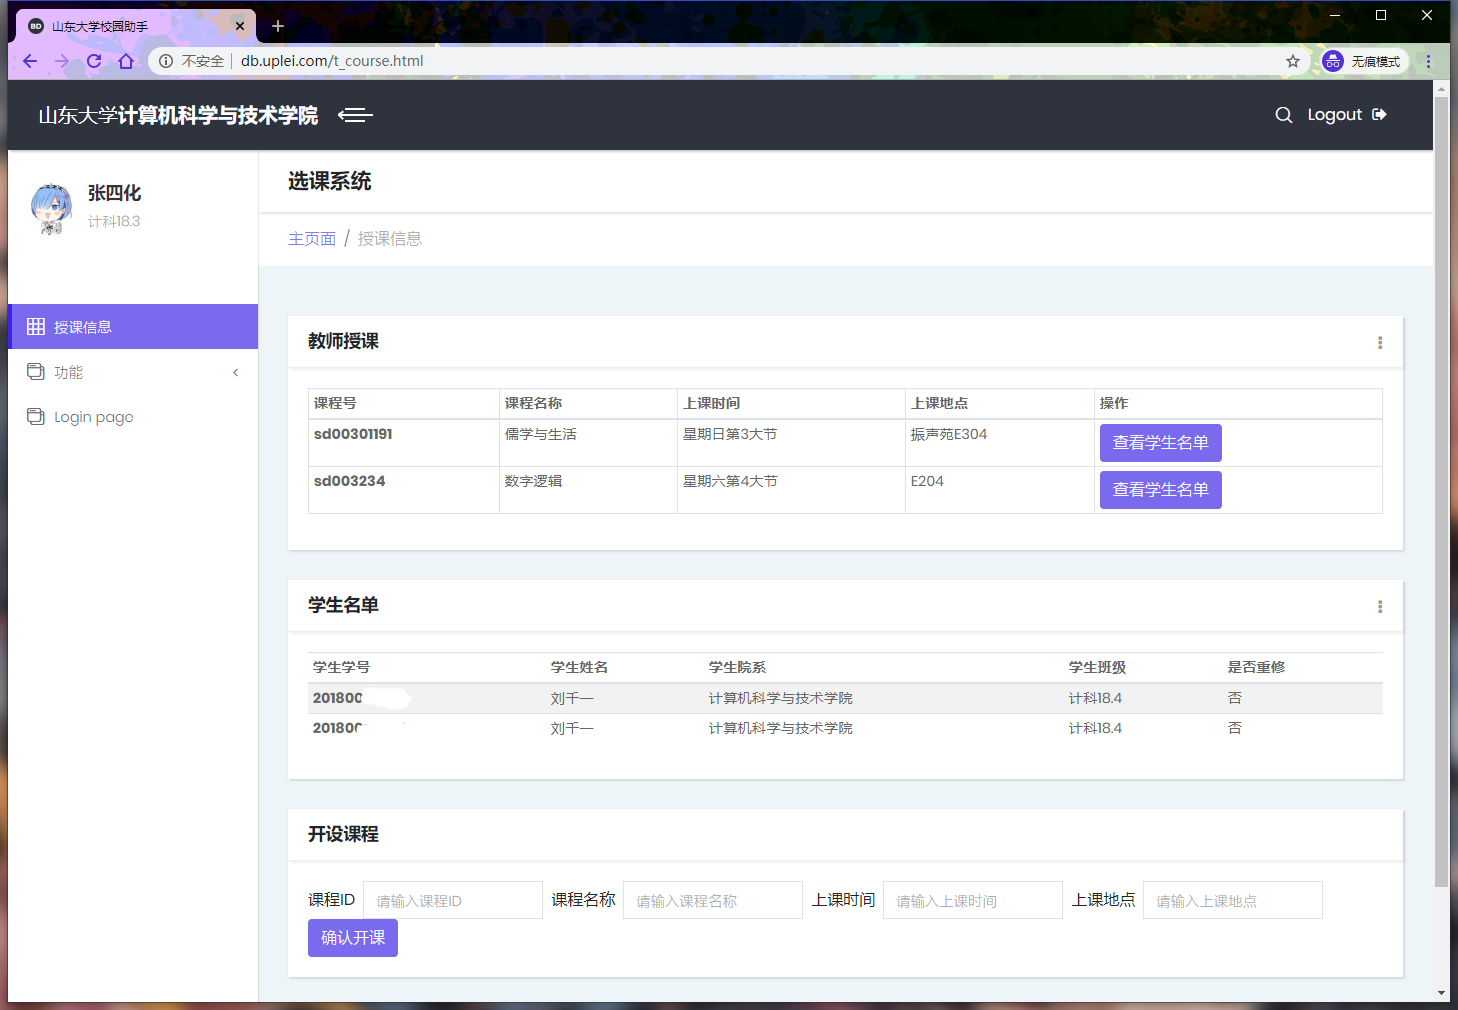 BD 山东大学校园助手
不安全 db.uplei.com/t_course.html 无痕模式
山东大学计算机科学与技术学院 Logout
张四化
计科18.3
选课系统
主页面 / 授课信息
授课信息
功能
Login page
教师授课
课程号 课程名称 上课时间 上课地点 操作
sd00301191 儒学与生活 星期日第3大节 振声苑E304 查看学生名单
sd003234 数字逻辑 星期六第4大节 E204 查看学生名单
学生名单
学生学号 学生姓名 学生院系 学生班级 是否重修
201800 刘千一 计算机科学与技术学院 计科18.4 否
20180 刘千一 计算机科学与技术学院 计科18.4 否
开设课程
课程ID 请输入课程ID 课程名称 请输入课程名称 上课时间 请输入上课时间 上课地点 请输入上课地点
确认开课